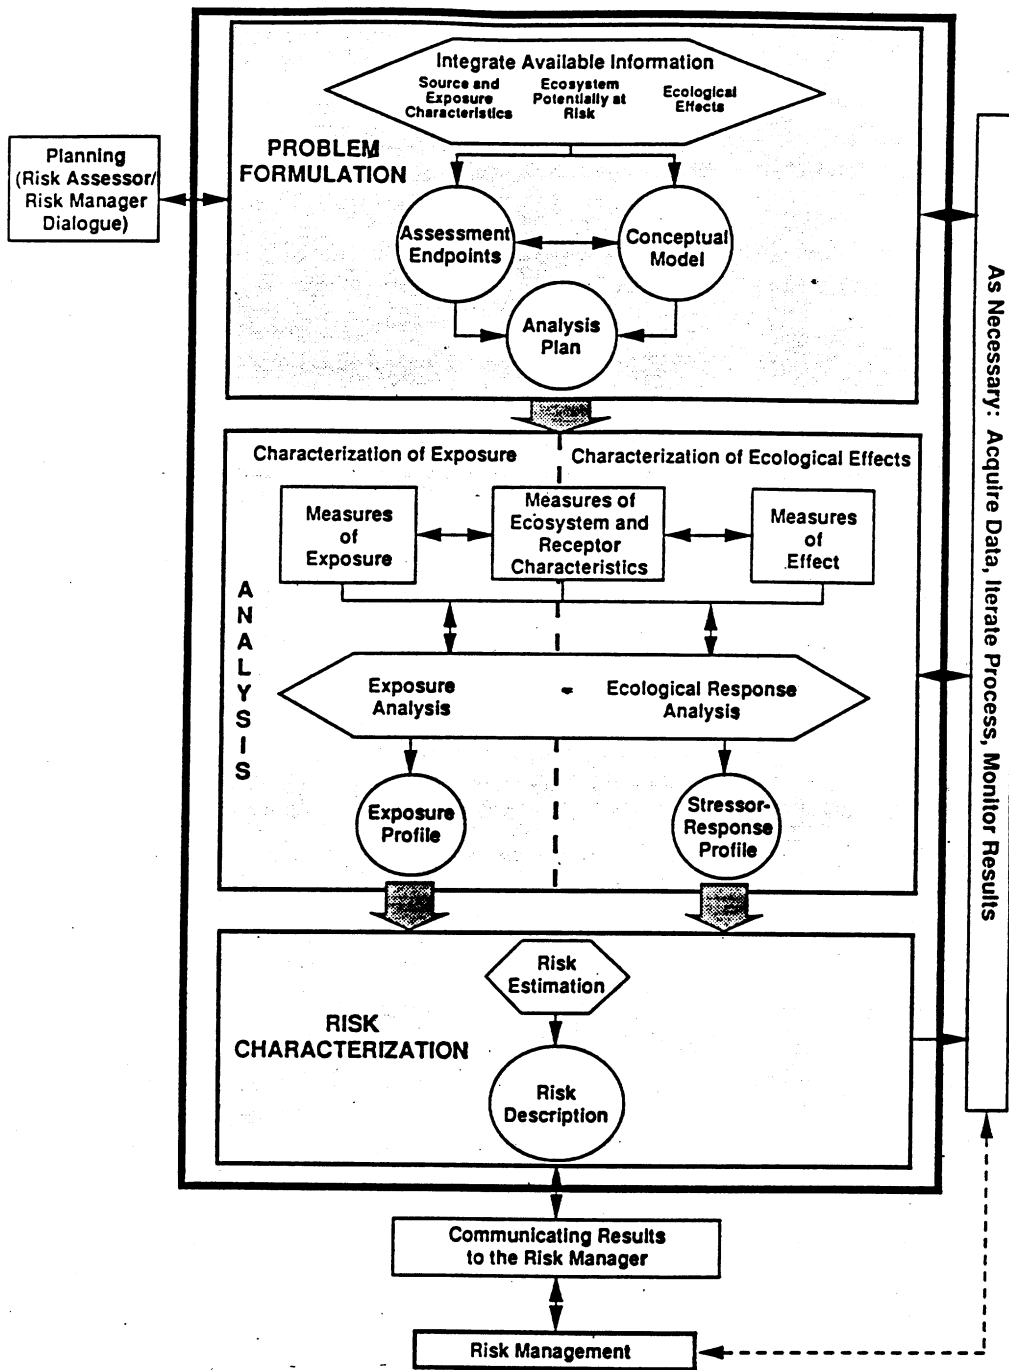 Integrate Available Information
Source and
Exposure
Characteristics
Ecosystem
Potentially at
Risk
Ecological
Effects
PROBLEM
FORMULATION
Planning
(Risk Assessor/
Risk Manager
Dialogue)
Assessment
Endpoints
Conceptual
Model
Analysis
Plan
As Necessary: Acquire Data, Iterate Process, Monitor Results
Characterization of Exposure
Characterization of Ecological Effects
Measures
of
Exposure
Measures of
Ecosystem and
Receptor
Characteristics
Measures
of
Effect
ANALYSIS
Exposure
Analysis
Ecological Response
Analysis
Exposure
Profile
Stressor-
Response
Profile
Risk
Estimation
RISK
CHARACTERIZATION
Risk
Description
Communicating Results
to the Risk Manager
Risk Management